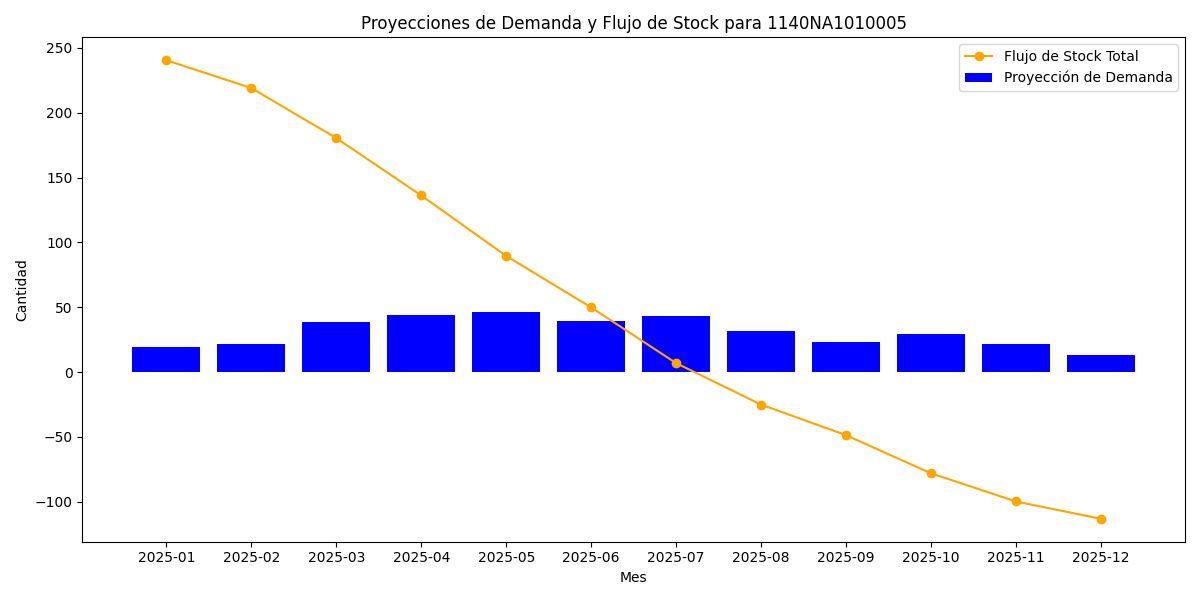 Proyecciones de Demanda y Flujo de Stock para 1140NA1010005
Flujo de Stock Total
Proyección de Demanda
Cantidad
250
200
150
100
50
0
−50
−100
2025-01 2025-02 2025-03 2025-04 2025-05 2025-06 2025-07 2025-08 2025-09 2025-10 2025-11 2025-12
Mes